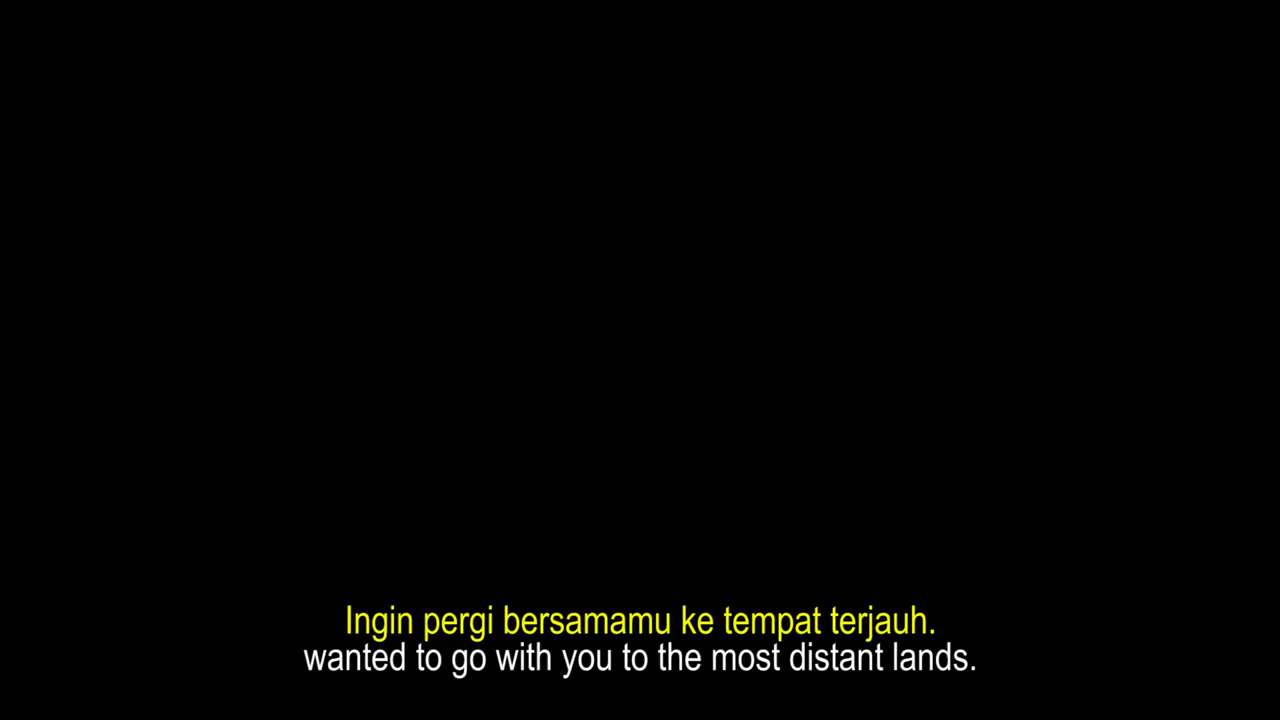 Ingin pergi bersamamu ke tempat terjauh.
wanted to go with you to the most distant lands.